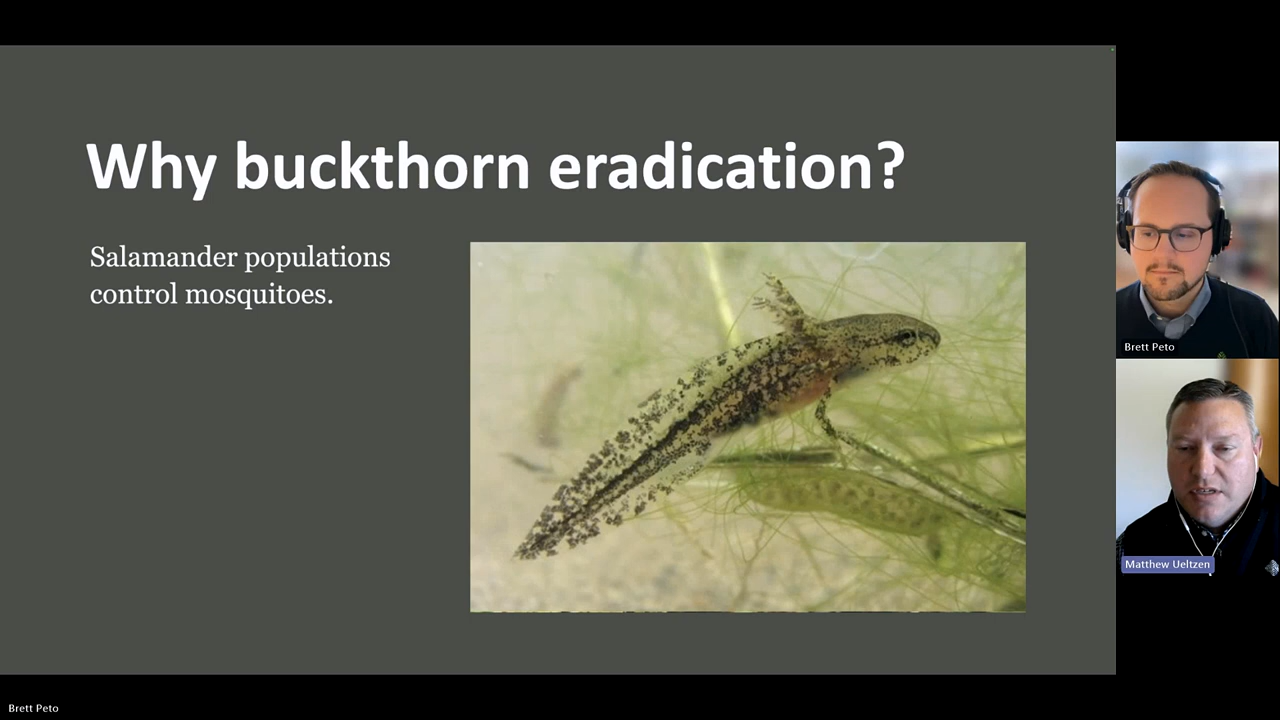 Why buckthorn eradication?
Salamander populations
control mosquitoes.
Brett Peto
Matthew Ueltzen
Brett Peto